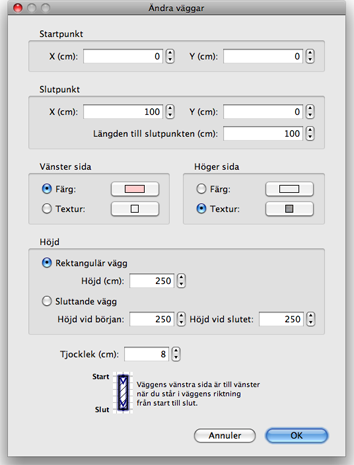 Ändra väggar
Startpunkt
X (cm): 0 Y (cm): 0
Slutpunkt
X (cm): 100 Y (cm): 0
Längden till slutpunkten (cm): 100
Vänster sida Höger sida
Färg: Färg:
Textur: Textur:
Höjd
Rektangulär vägg
Höjd (cm): 250
Sluttande vägg
Höjd vid början: 250 Höjd vid slutet: 250
Tjocklek (cm): 8
Start
Väggens vänstra sida är till vänster
när du står i väggens riktning
från start till slut.
Slut
Annuler OK